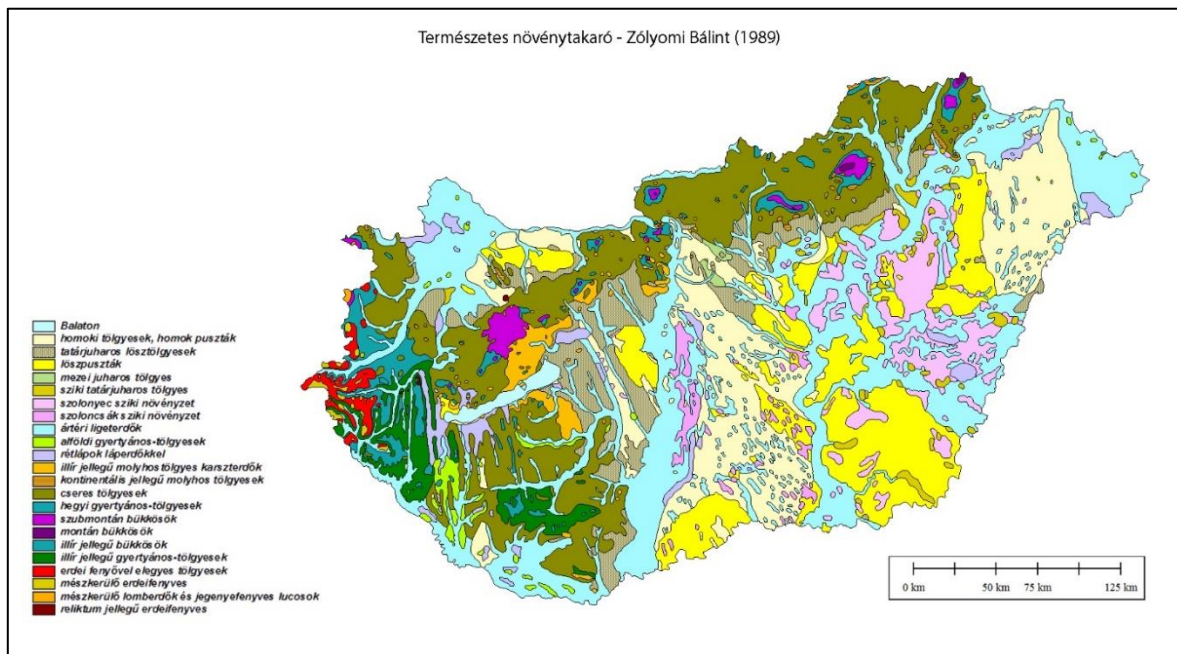 Természetes növénytakaró - Zólyomi Bálint (1989)
Balaton
homoki tölgyesek, homok puszták
tatárjuharos lösztölgyesek
löszpuszták
mezei juharos tölgyes
sziki tatárjuharos tölgyes
szolonyec sziki növényzet
szoloncsák sziki növényzet
ártéri ligeterdők
alföldi gyertyános-tölgyesek
rétlápok láperdőkkel
illír jellegű molyhostölgyes karszterdők
kontinentális jellegű molyhos tölgyesek
cseres tölgyesek
hegyi gyertyános-tölgyesek
szubmontán bükkösök
montán bükkösök
illír jellegű bükkösök
illír jellegű gyertyános-tölgyesek
erdei fenyővel elegyes tölgyesek
mészkerülő erdeifenyves
mészkerülő lomberdők és jegenyefenyves lucosok
reliktum jellegű erdeifenyves
0 km 50 km 75 km 125 km